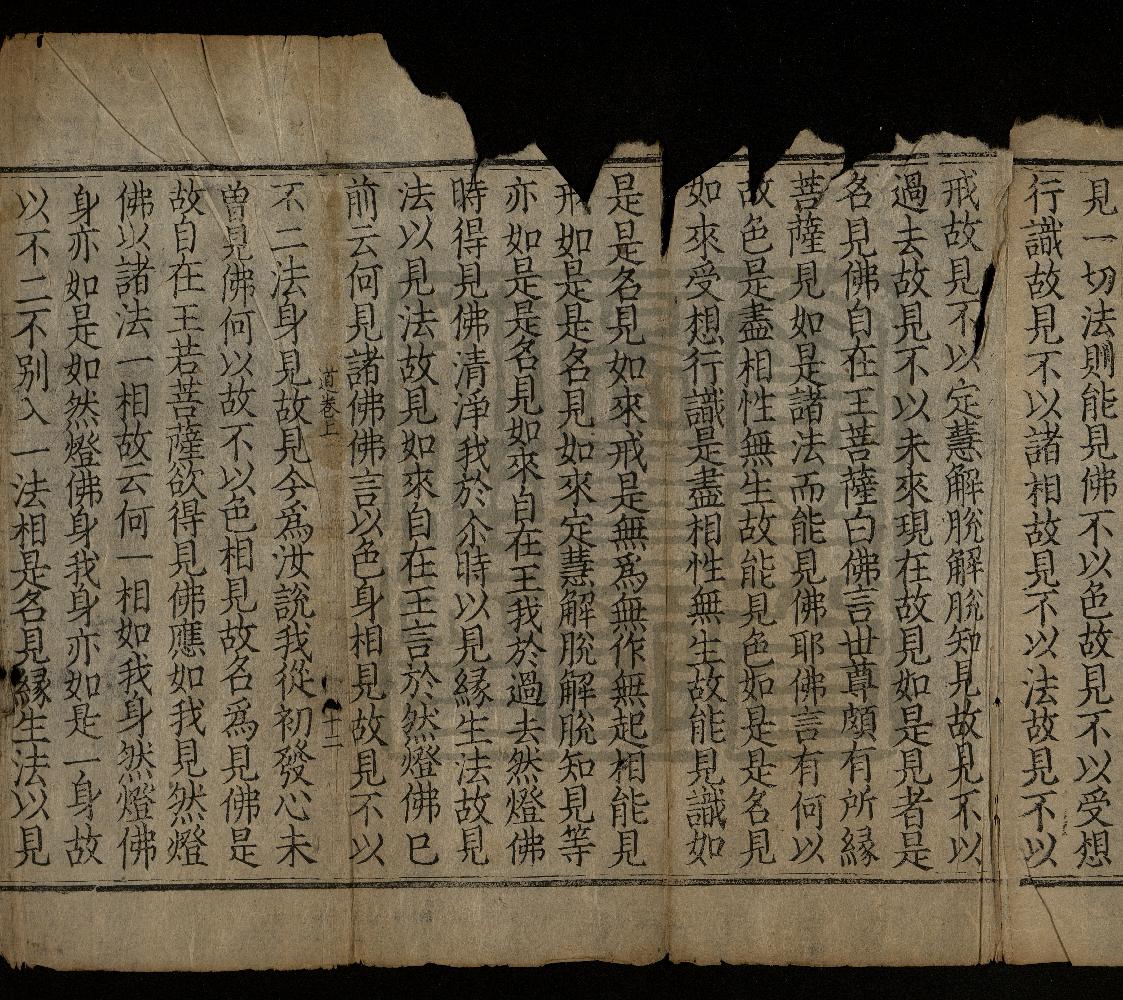 見一切法則能見佛不以色故見不以受想
行識故見不以諸相故見不以法故見不以
戒故見不以定慧解脫解脫知見故見不以
過去故見不以未來現在故見如是見者是
名見佛自在王菩薩白佛言世尊頗有所緣
菩薩見如是諸法而能見佛耶佛言有何以
故色是盡相性無生故能見色如是是名見
如來受想行識是盡相性無生故能見識如
是是名見如來戒是無為無作無起相能見
戒如是是名見如來定慧解脫解脫知見等
亦如是是名見如來自在王我於過去然燈佛
時得見佛清淨我於尒時以見緣生法故見
法以見法故見如來自在王言於然燈佛已
前云何見諸佛佛言以色身相見故見不以
道卷上 十二
不二法身見故見今為汝說我從初發心未
曾見佛何以故不以色相見故名為見佛是
故自在王若菩薩欲得見佛應如我見然燈
佛以諸法一相故云何一相如我身然燈佛
身亦如是如然燈佛身我身亦如是一身故
以不二不別入一法相是名見緣生法以見